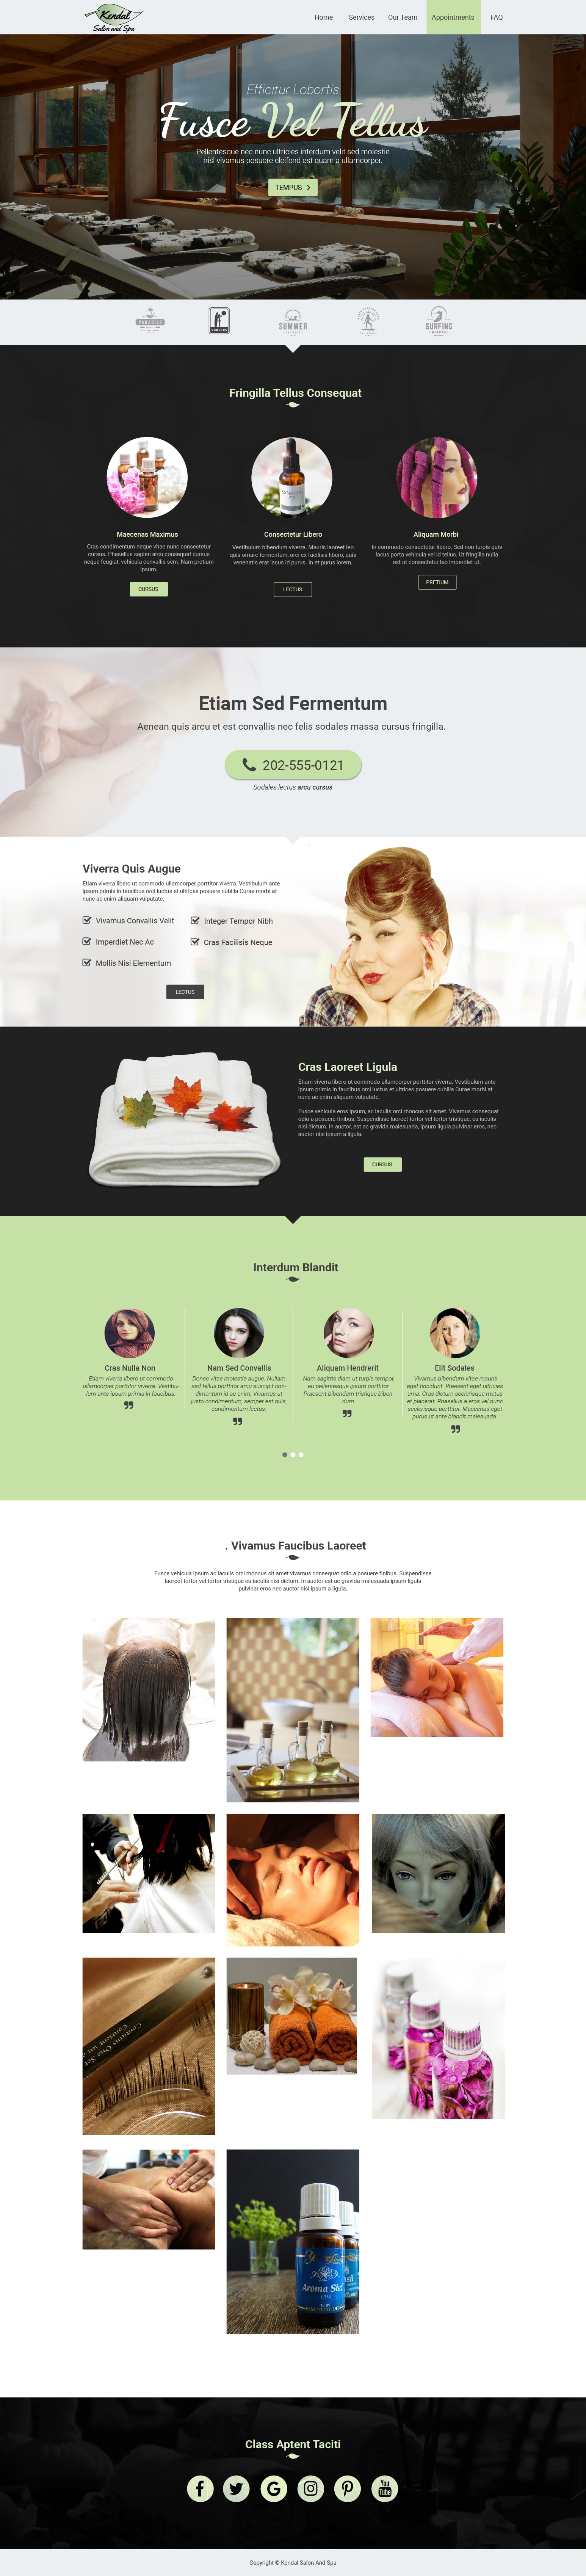 Kendal
Salon and Spa
Home Services Our Team Appointments FAQ
Efficitur Lobortis
Fusce Vel Tellus
Pellentesque nec nunc ultricies interdum velit sed molestie
nisl vivamus posuere eleifend est quam a ullamcorper.
TEMPUS
PARADISE
SURFERS
SUMMER
SURFING
Fringilla Tellus Consequat
Maecenas Maximus
Cras condimentum neque vitae nunc consectetur
cursus. Phasellus sapien arcu consequat cursus
neque feugiat, vehicula convallis sem. Nam pretium
ipsum.
CURSUS
Consectetur Libero
Vestibulum bibendum viverra. Mauris laoreet leo
quis ornare fermentum, orci ex facilisis libero, quis
venenatis erat lacus id purus. In et purus lorem.
LECTUS
Aliquam Morbi
In commodo consectetur libero. Sed non turpis quis
lacus porta vehicula id ut tellus. Ut fringilla nulla
est ut consectetur leo imperdiet ut.
PRETIUM
Etiam Sed Fermentum
Aenean quis arcu et est convallis nec felis sodales massa cursus fringilla.
202-555-0121
Sodales lectus arcu cursus
Viverra Quis Augue
Etiam viverra libero ut commodo ullamcorper porttitor viverra. Vestibulum ante
ipsum primis in faucibus orci luctus et ultrices posuere cubilia Curae morbi at
nunc ac enim aliquam vulputate.
Vivamus Convallis Velit
Integer Tempor Nibh
Imperdiet Nec Ac
Cras Facilisis Neque
Mollis Nisi Elementum
LECTUS
Cras Laoreet Ligula
Etiam viverra libero ut commodo ullamcorper porttitor viverra. Vestibulum ante
ipsum primis in faucibus orci luctus et ultrices posuere cubilia Curae morbi at
nunc ac enim aliquam vulputate.
Fusce vehicula eros ipsum, ac iaculis orci rhoncus sit amet. Vivamus consequat
odio a posuere finibus. Suspendisse laoreet tortor vel tortor tristique, eu iaculis
nisl dictum. In auctor, est ac gravida malesuada, ipsum ligula pulvinar eros, nec
auctor nisi ipsum a ligula.
CURSUS
Interdum Blandit
Cras Nulla Non
Etiam viverra libero ut commodo
ullamcorper porttitor viverra. Vestibu-
lum ante ipsum primis in faucibus.
Nam Sed Convallis
Donec vitae molestie augue. Nullam
sed tellus porttitor arcu suscipit con-
dimentum id ac enim. Vivamus ut
justo condimentum, semper est quis,
condimentum lectus.
Aliquam Hendrerit
Nam sagittis diam ut turpis tempor,
eu pellentesque ipsum porttitor.
Praesent bibendum tristique biben-
dum.
Elit Sodales
Vivamus bibendum vitae mauris
eget tincidunt. Praesent eget ultricies
urna. Cras dictum scelerisque metus
et placerat. Phasellus a eros vel nunc
scelerisque porttitor. Maecenas eget
purus ut ante blandit malesuada.
. Vivamus Faucibus Laoreet
Fusce vehicula ipsum ac iaculis orci rhoncus sit amet vivamus consequat odio a posuere finibus. Suspendisse
laoreet tortor vel tortor tristique eu iaculis nisi dictum. In auctor est ac gravida malesuada ipsum ligula
pulvinar eros nec auctor nisi ipsum a ligula.
Contains One Set
Aroma Siez
Class Aptent Taciti
You
Tube
Copyright © Kendal Salon And Spa